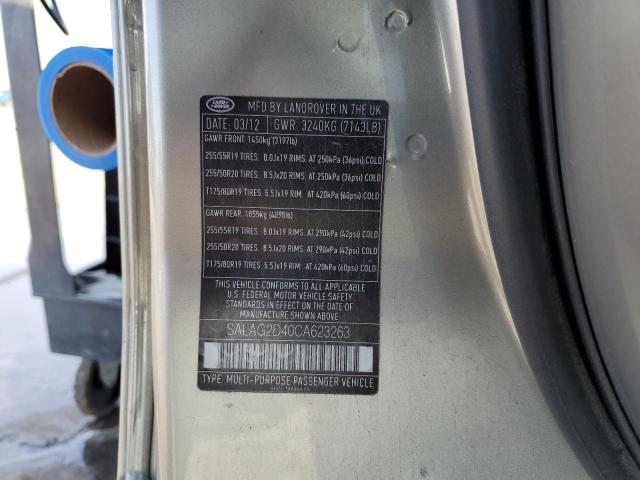 LAND ROVER
MFD BY LANDROVER IN THE UK
DATE: 03/12 GWR: 3240KG (7143LB)
GAWR FRONT: 1450kg (3197lb)
255/55R19 TIRES. 8.0Jx19 RIMS. AT 250kPa (36psi) COLD
255/50R20 TIRES. 8.5Jx20 RIMS. AT 250kPa (36psi) COLD
T175/80R19 TIRES. 5.5Jx19 RIM. AT 420kPa (60psi) COLD
GAWR REAR: 1855kg (4090lb)
255/55R19 TIRES. 8.0Jx19 RIMS. AT 290kPa (42psi) COLD
255/50R20 TIRES. 8.5Jx20 RIMS. AT 290kPa (42psi) COLD
T175/80R19 TIRES. 5.5Jx19 RIM. AT 420kPa (60psi) COLD
THIS VEHICLE CONFORMS TO ALL APPLICABLE
U.S. FEDERAL MOTOR VEHICLE SAFETY
STANDARDS IN EFFECT ON THE DATE OF
MANUFACTURE SHOWN ABOVE
SALAG2D40CA623263
TYPE: MULTI-PURPOSE PASSENGER VEHICLE